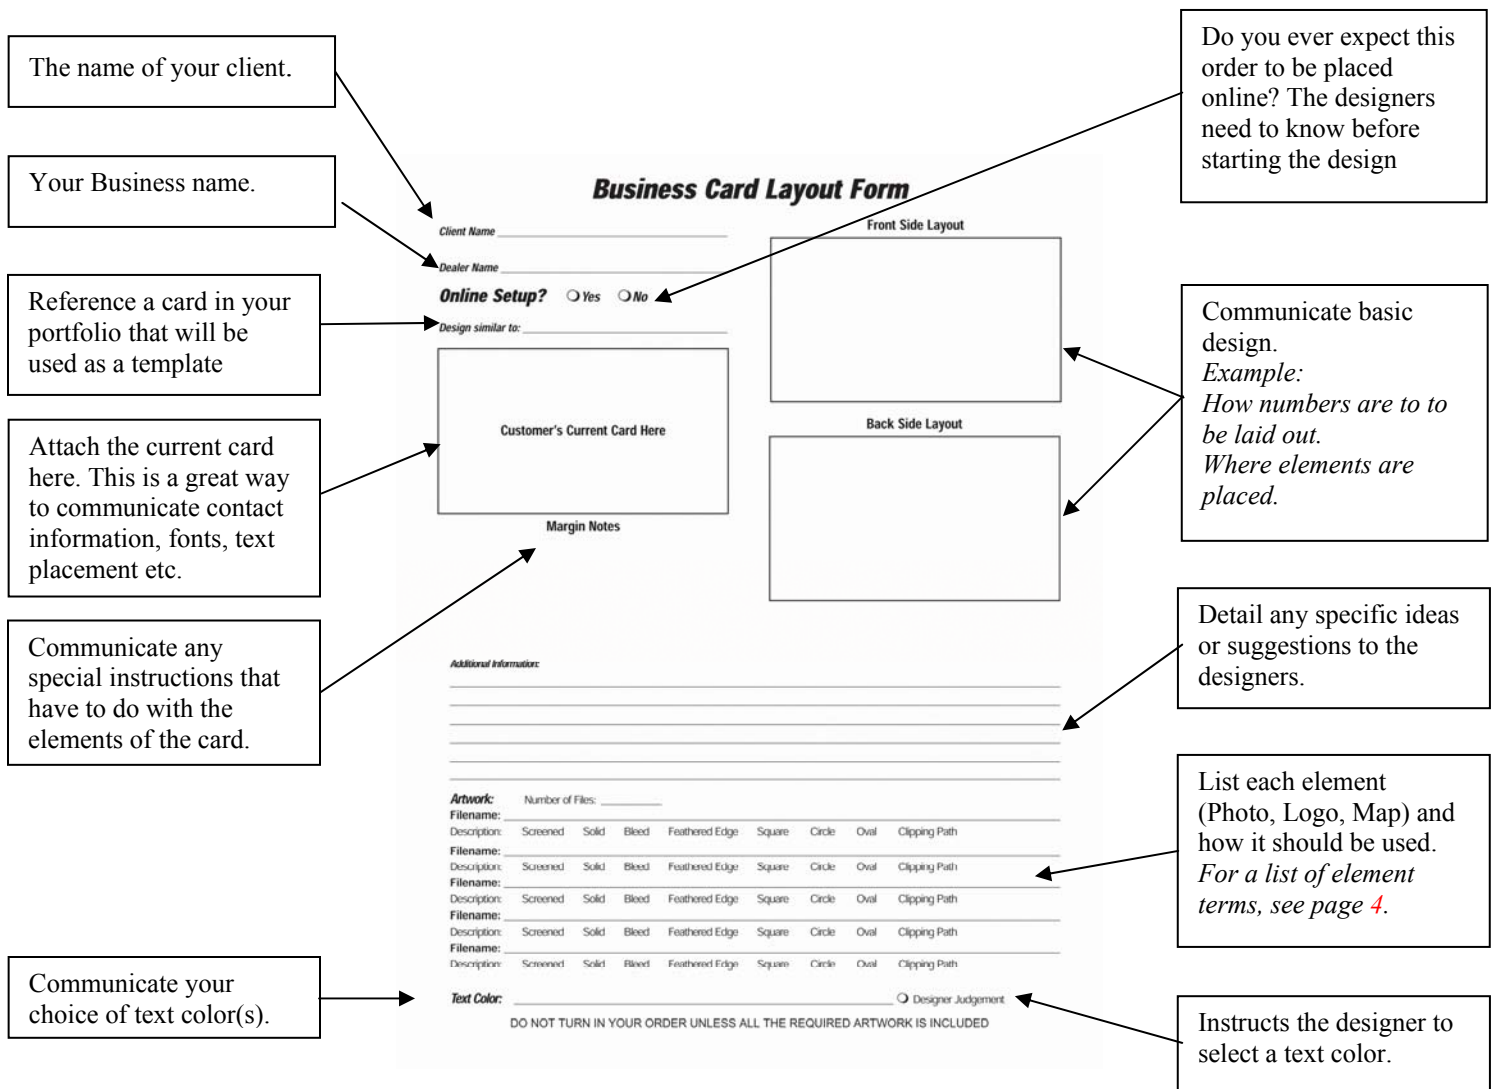 The name of your client.
Your Business name.
Reference a card in your
portfolio that will be
used as a template
Attach the current card
here. This is a great way
to communicate contact
information, fonts, text
placement etc.
Communicate any
special instructions that
have to do with the
elements of the card.
Communicate your
choice of text color(s).
Business Card Layout Form
Client Name
Dealer Name
Online Setup? Yes No
Design similar to:
Customer's Current Card Here
Margin Notes
Front Side Layout
Back Side Layout
Additional Information:
Artwork: Number of Files:
Filename:
Description: Screened Solid Bleed Feathered Edge Square Circle Oval Clipping Path
Filename:
Description: Screened Solid Bleed Feathered Edge Square Circle Oval Clipping Path
Filename:
Description: Screened Solid Bleed Feathered Edge Square Circle Oval Clipping Path
Filename:
Description: Screened Solid Bleed Feathered Edge Square Circle Oval Clipping Path
Filename:
Description: Screened Solid Bleed Feathered Edge Square Circle Oval Clipping Path
Text Color: Designer Judgement
DO NOT TURN IN YOUR ORDER UNLESS ALL THE REQUIRED ARTWORK IS INCLUDED
Do you ever expect this
order to be placed
online? The designers
need to know before
starting the design
Communicate basic
design.
Example:
How numbers are to to
be laid out.
Where elements are
placed.
Detail any specific ideas
or suggestions to the
designers.
List each element
(Photo, Logo, Map) and
how it should be used.
For a list of element
terms, see page 4.
Instructs the designer to
select a text color.